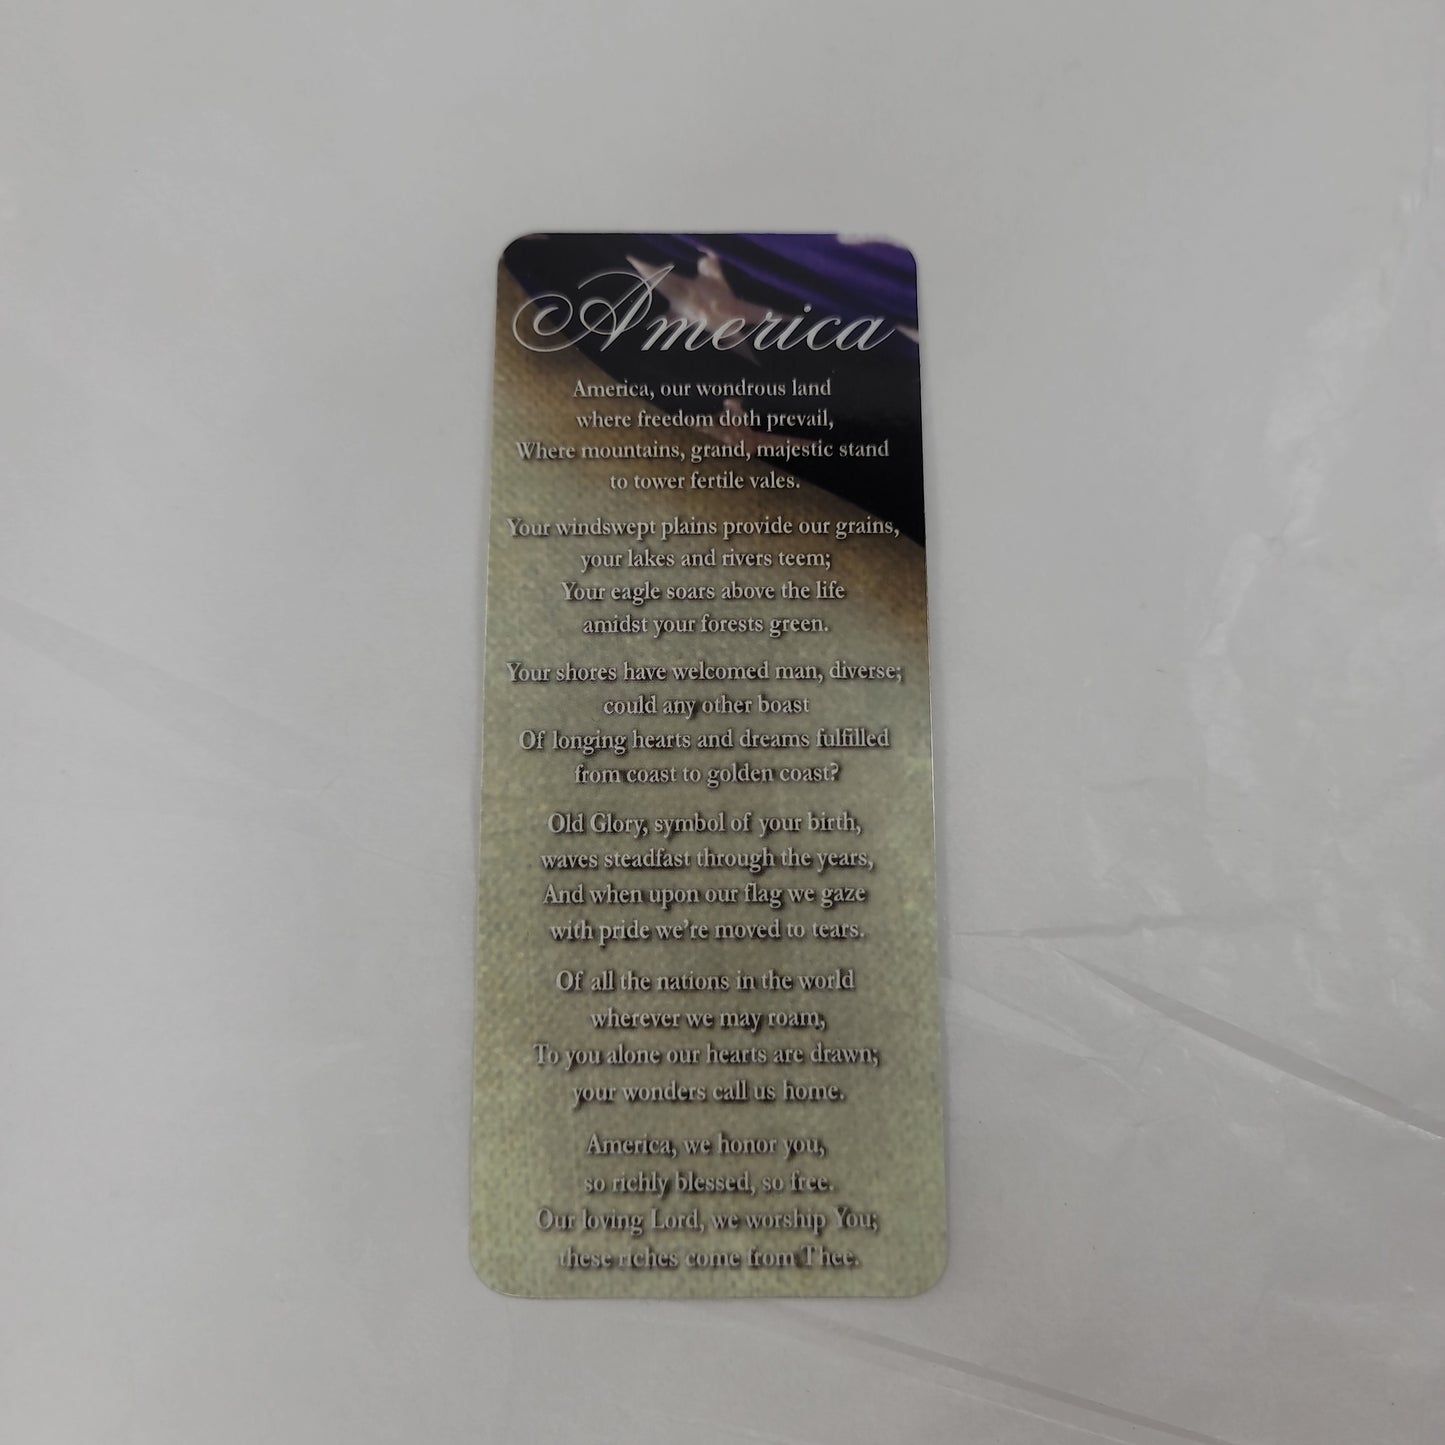 America
America, our wondrous land
where freedom doth prevail,
Where mountains, grand, majestic stand
to tower fertile vales.
Your windswept plains provide our grains,
your lakes and rivers teem;
Your eagle soars above the life
amidst your forests green.
Your shores have welcomed man, diverse;
could any other boast
Of longing hearts and dreams fulfilled
from coast to golden coast?
Old Glory, symbol of your birth,
waves steadfast through the years,
And when upon our flag we gaze
with pride we're moved to tears.
Of all the nations in the world
wherever we may roam,
To you alone our hearts are drawn;
your wonders call us home.
America, we honor you,
so richly blessed, so free.
Our loving Lord, we worship You;
these riches come from Thee.